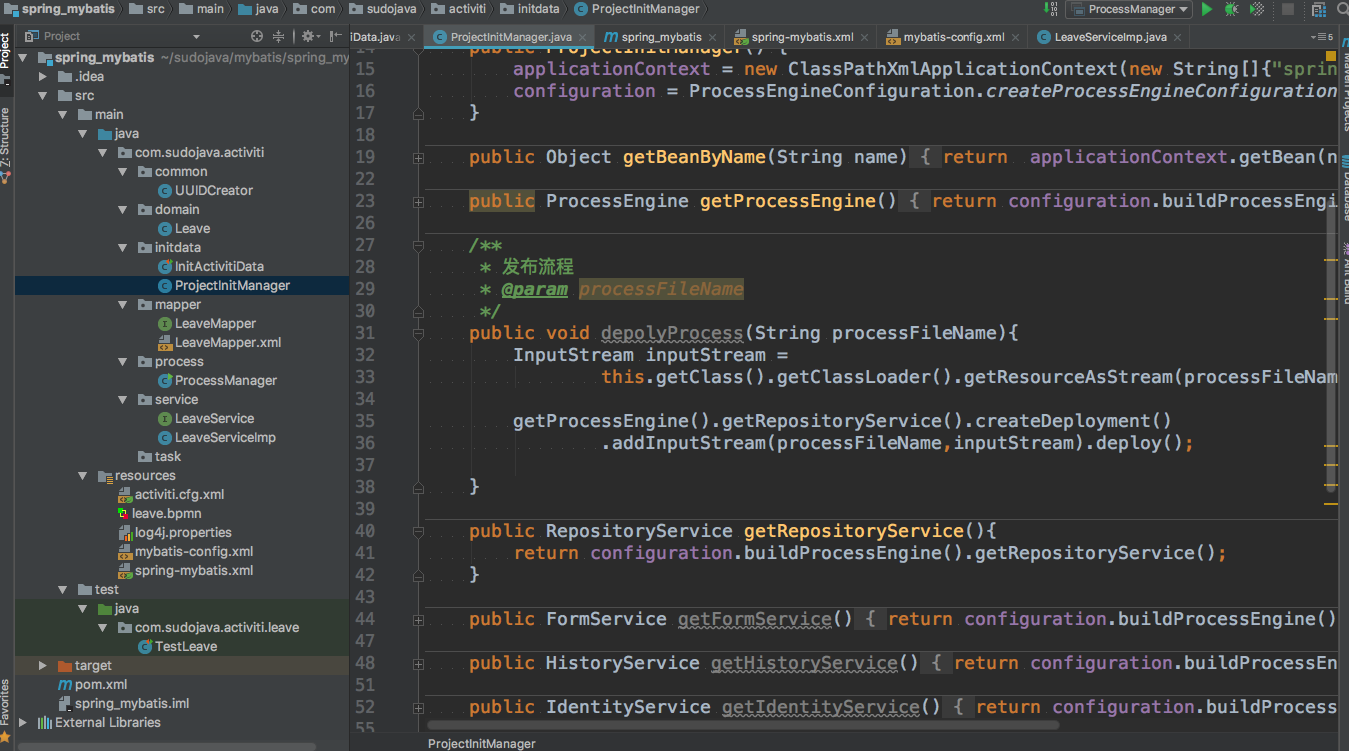 spring_mybatis src main java com sudojava activiti initdata ProjectInitManager ProcessManager
Project iData.java ProjectInitManager.java spring_mybatis spring-mybatis.xml mybatis-config.xml LeaveServiceImp.java 6
Project
Z: Structure
Favorites
Maven Projects
Database
Ant Build
spring_mybatis ~/sudojava/mybatis/spring_my
.idea
src
main
java
com.sudojava.activiti
common
UUIDCreator
domain
Leave
initdata
InitActivitiData
ProjectInitManager
mapper
LeaveMapper
LeaveMapper.xml
process
ProcessManager
service
LeaveService
LeaveServiceImp
task
resources
activiti.cfg.xml
leave.bpmn
log4j.properties
mybatis-config.xml
spring-mybatis.xml
test
java
com.sudojava.activiti.leave
TestLeave
target
pom.xml
spring_mybatis.iml
External Libraries
14 public ProjectInitManager() {
15 applicationContext = new ClassPathXmlApplicationContext(new String[]{"sprin
16 configuration = ProcessEngineConfiguration.createProcessEngineConfiguration
17 }
18
19 public Object getBeanByName(String name) { return applicationContext.getBean(n
22
23 public ProcessEngine getProcessEngine() { return configuration.buildProcessEngi
26
27 /**
28 * 发布流程
29 * @param processFileName
30 */
31 public void depolyProcess(String processFileName){
32 InputStream inputStream =
33 this.getClass().getClassLoader().getResourceAsStream(processFileNam
34
35 getProcessEngine().getRepositoryService().createDeployment()
36 .addInputStream(processFileName,inputStream).deploy();
37
38 }
39
40 public RepositoryService getRepositoryService(){
41 return configuration.buildProcessEngine().getRepositoryService();
42 }
43
44 public FormService getFormService() { return configuration.buildProcessEngine()
47
48 public HistoryService getHistoryService() { return configuration.buildProcessEn
51
52 public IdentityService getIdentityService() { return configuration.buildProcess
55
ProjectInitManager